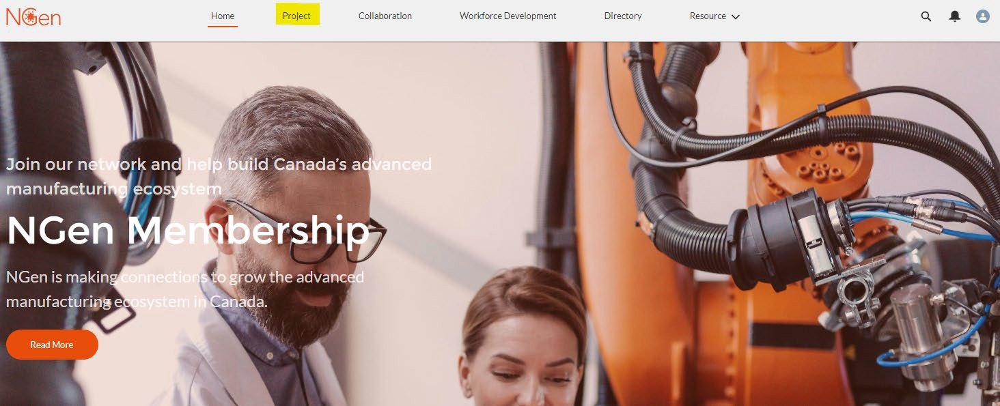 NGen
Home
Project
Collaboration
Workforce Development
Directory
Resource
Join our network and help build Canada’s advanced
manufacturing ecosystem
NGen Membership
NGen is making connections to grow the advanced
manufacturing ecosystem in Canada.
Read More